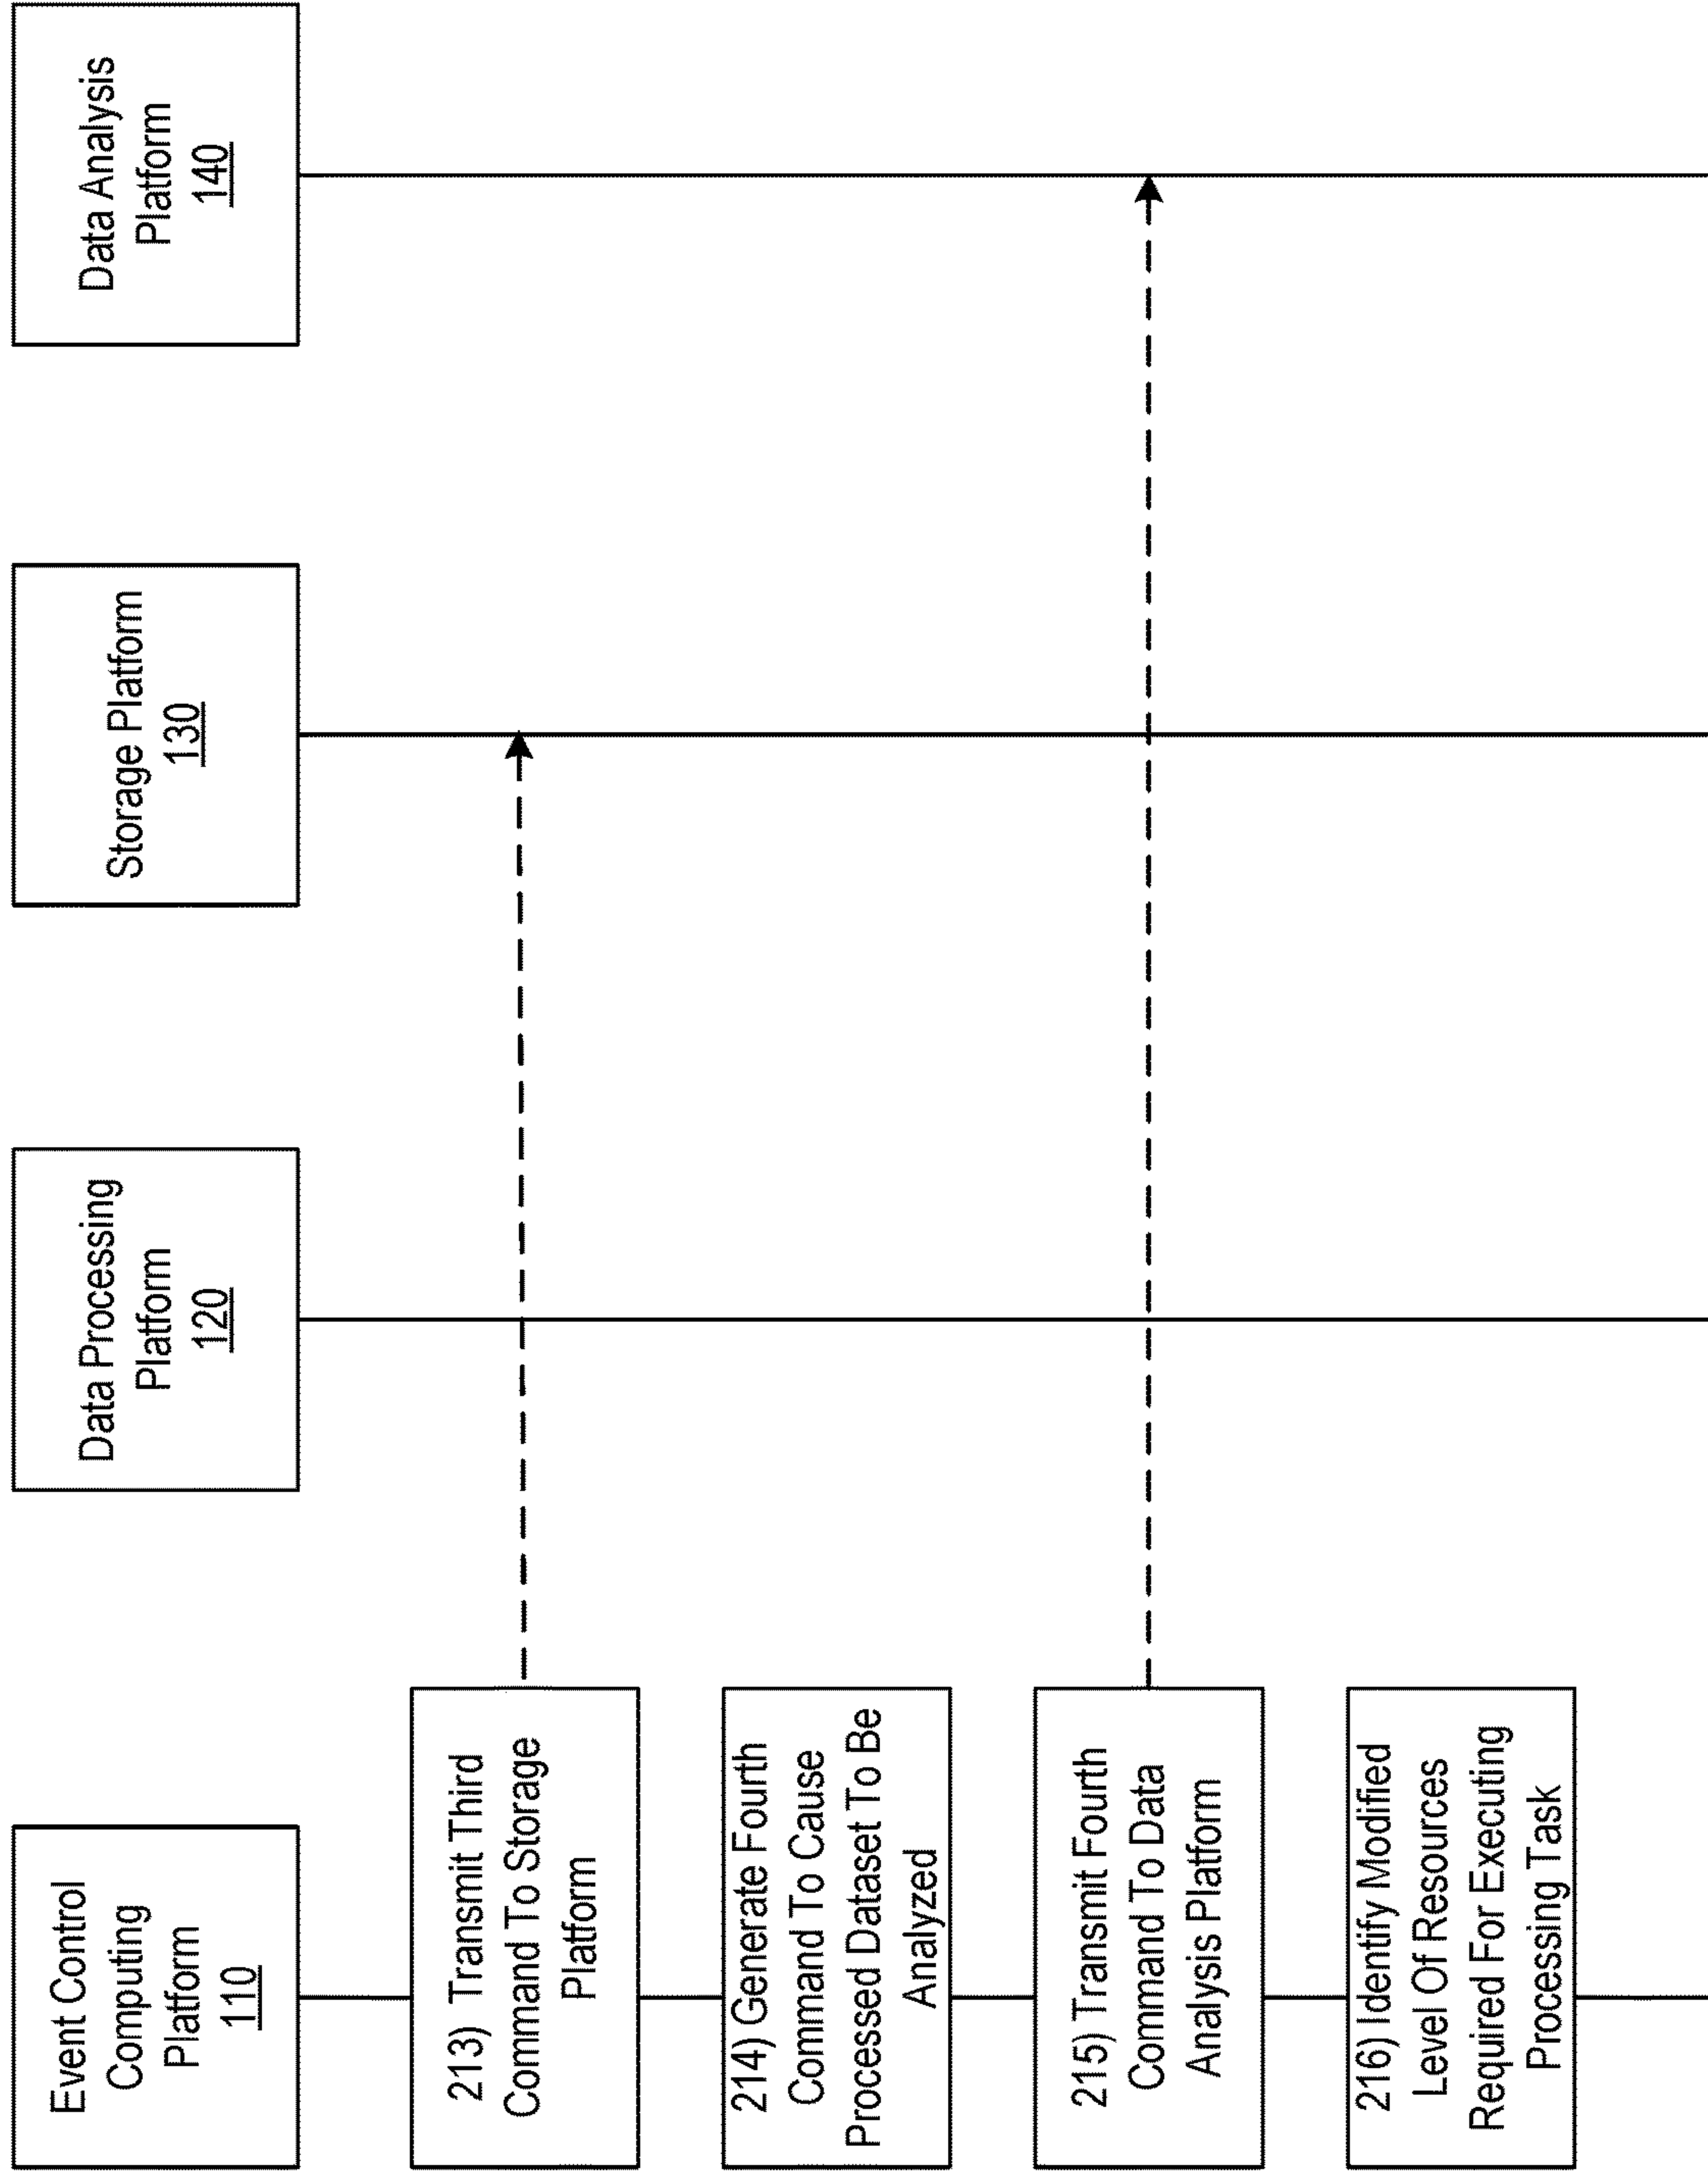 Event Control
Computing
Platform
110
Data Processing
Platform
120
Storage Platform
130
Data Analysis
Platform
140
213) Transmit Third
Command To Storage
Platform
214) Generate Fourth
Command To Cause
Processed Dataset To Be
Analyzed
215) Transmit Fourth
Command To Data
Analysis Platform
216) Identify Modified
Level Of Resources
Required For Executing
Processing Task